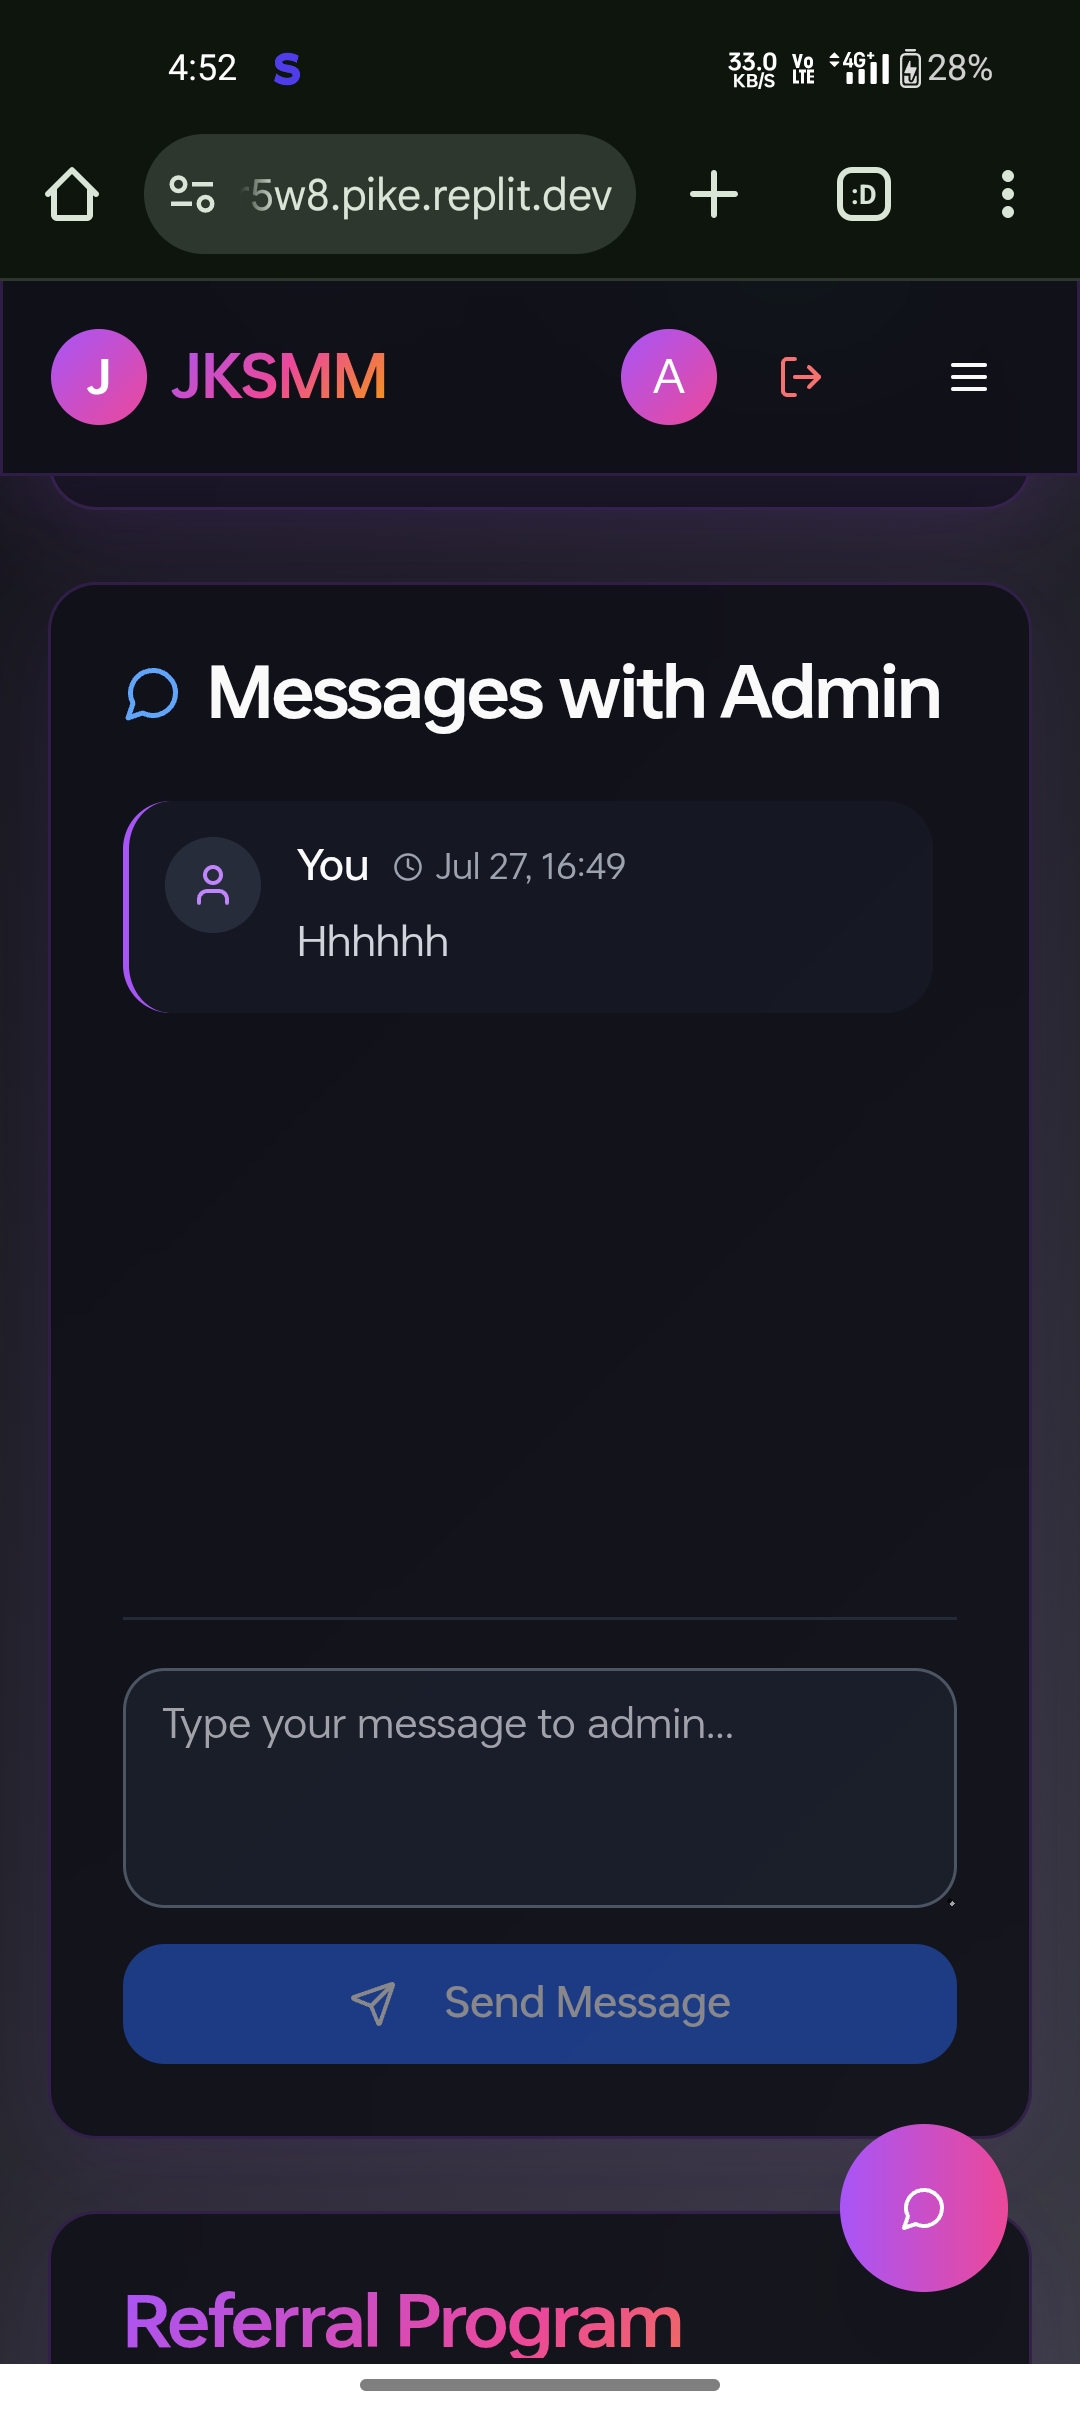 4:52 S 33.0 KB/S Vo LTE 4G+ 28%
r5w8.pike.replit.dev :D
J JKSMM A
Messages with Admin
You Jul 27, 16:49
Hhhhhh
Type your message to admin...
Send Message
Referral Program